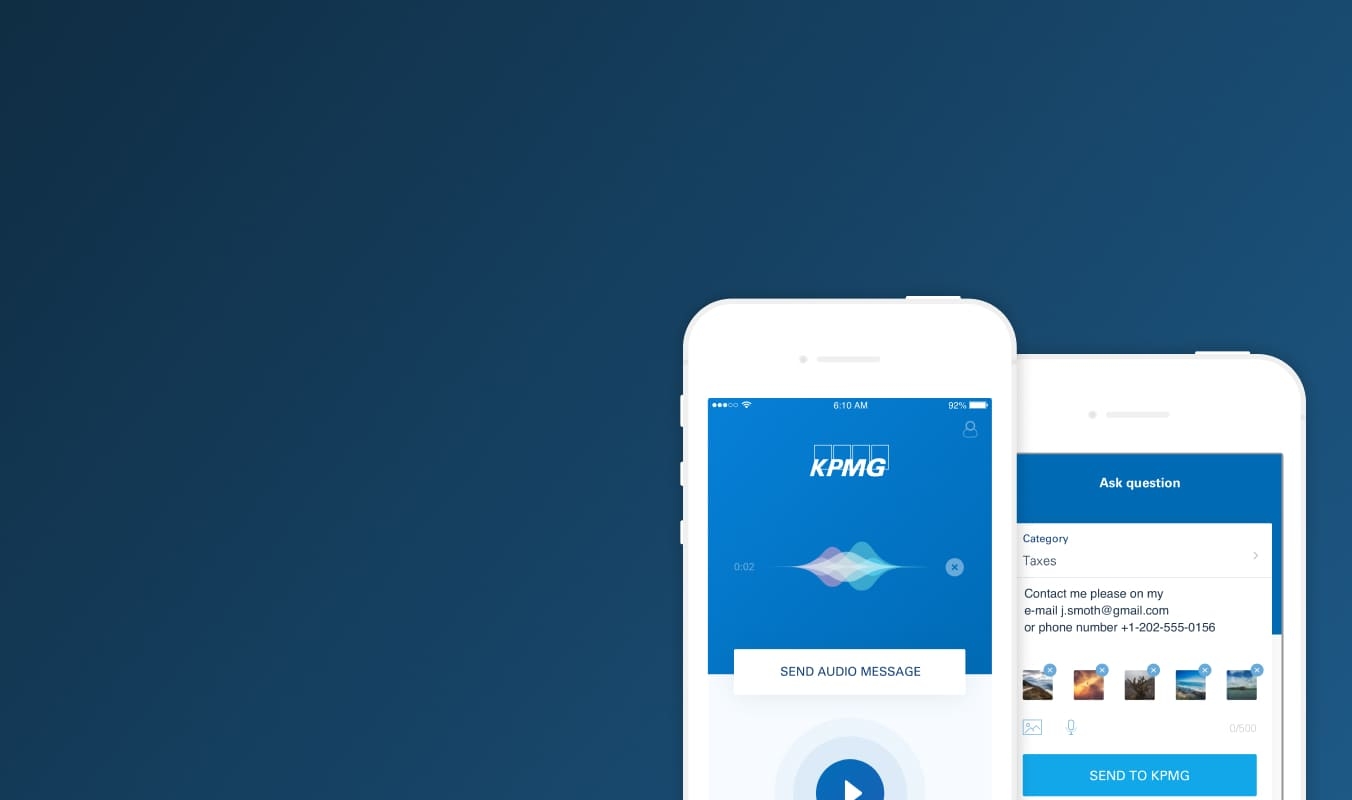 6:10 AM
92%
KPMG
0:02
SEND AUDIO MESSAGE
Ask question
Category
Taxes
Contact me please on my
e-mail j.smoth@gmail.com
or phone number +1-202-555-0156
0/500
SEND TO KPMG